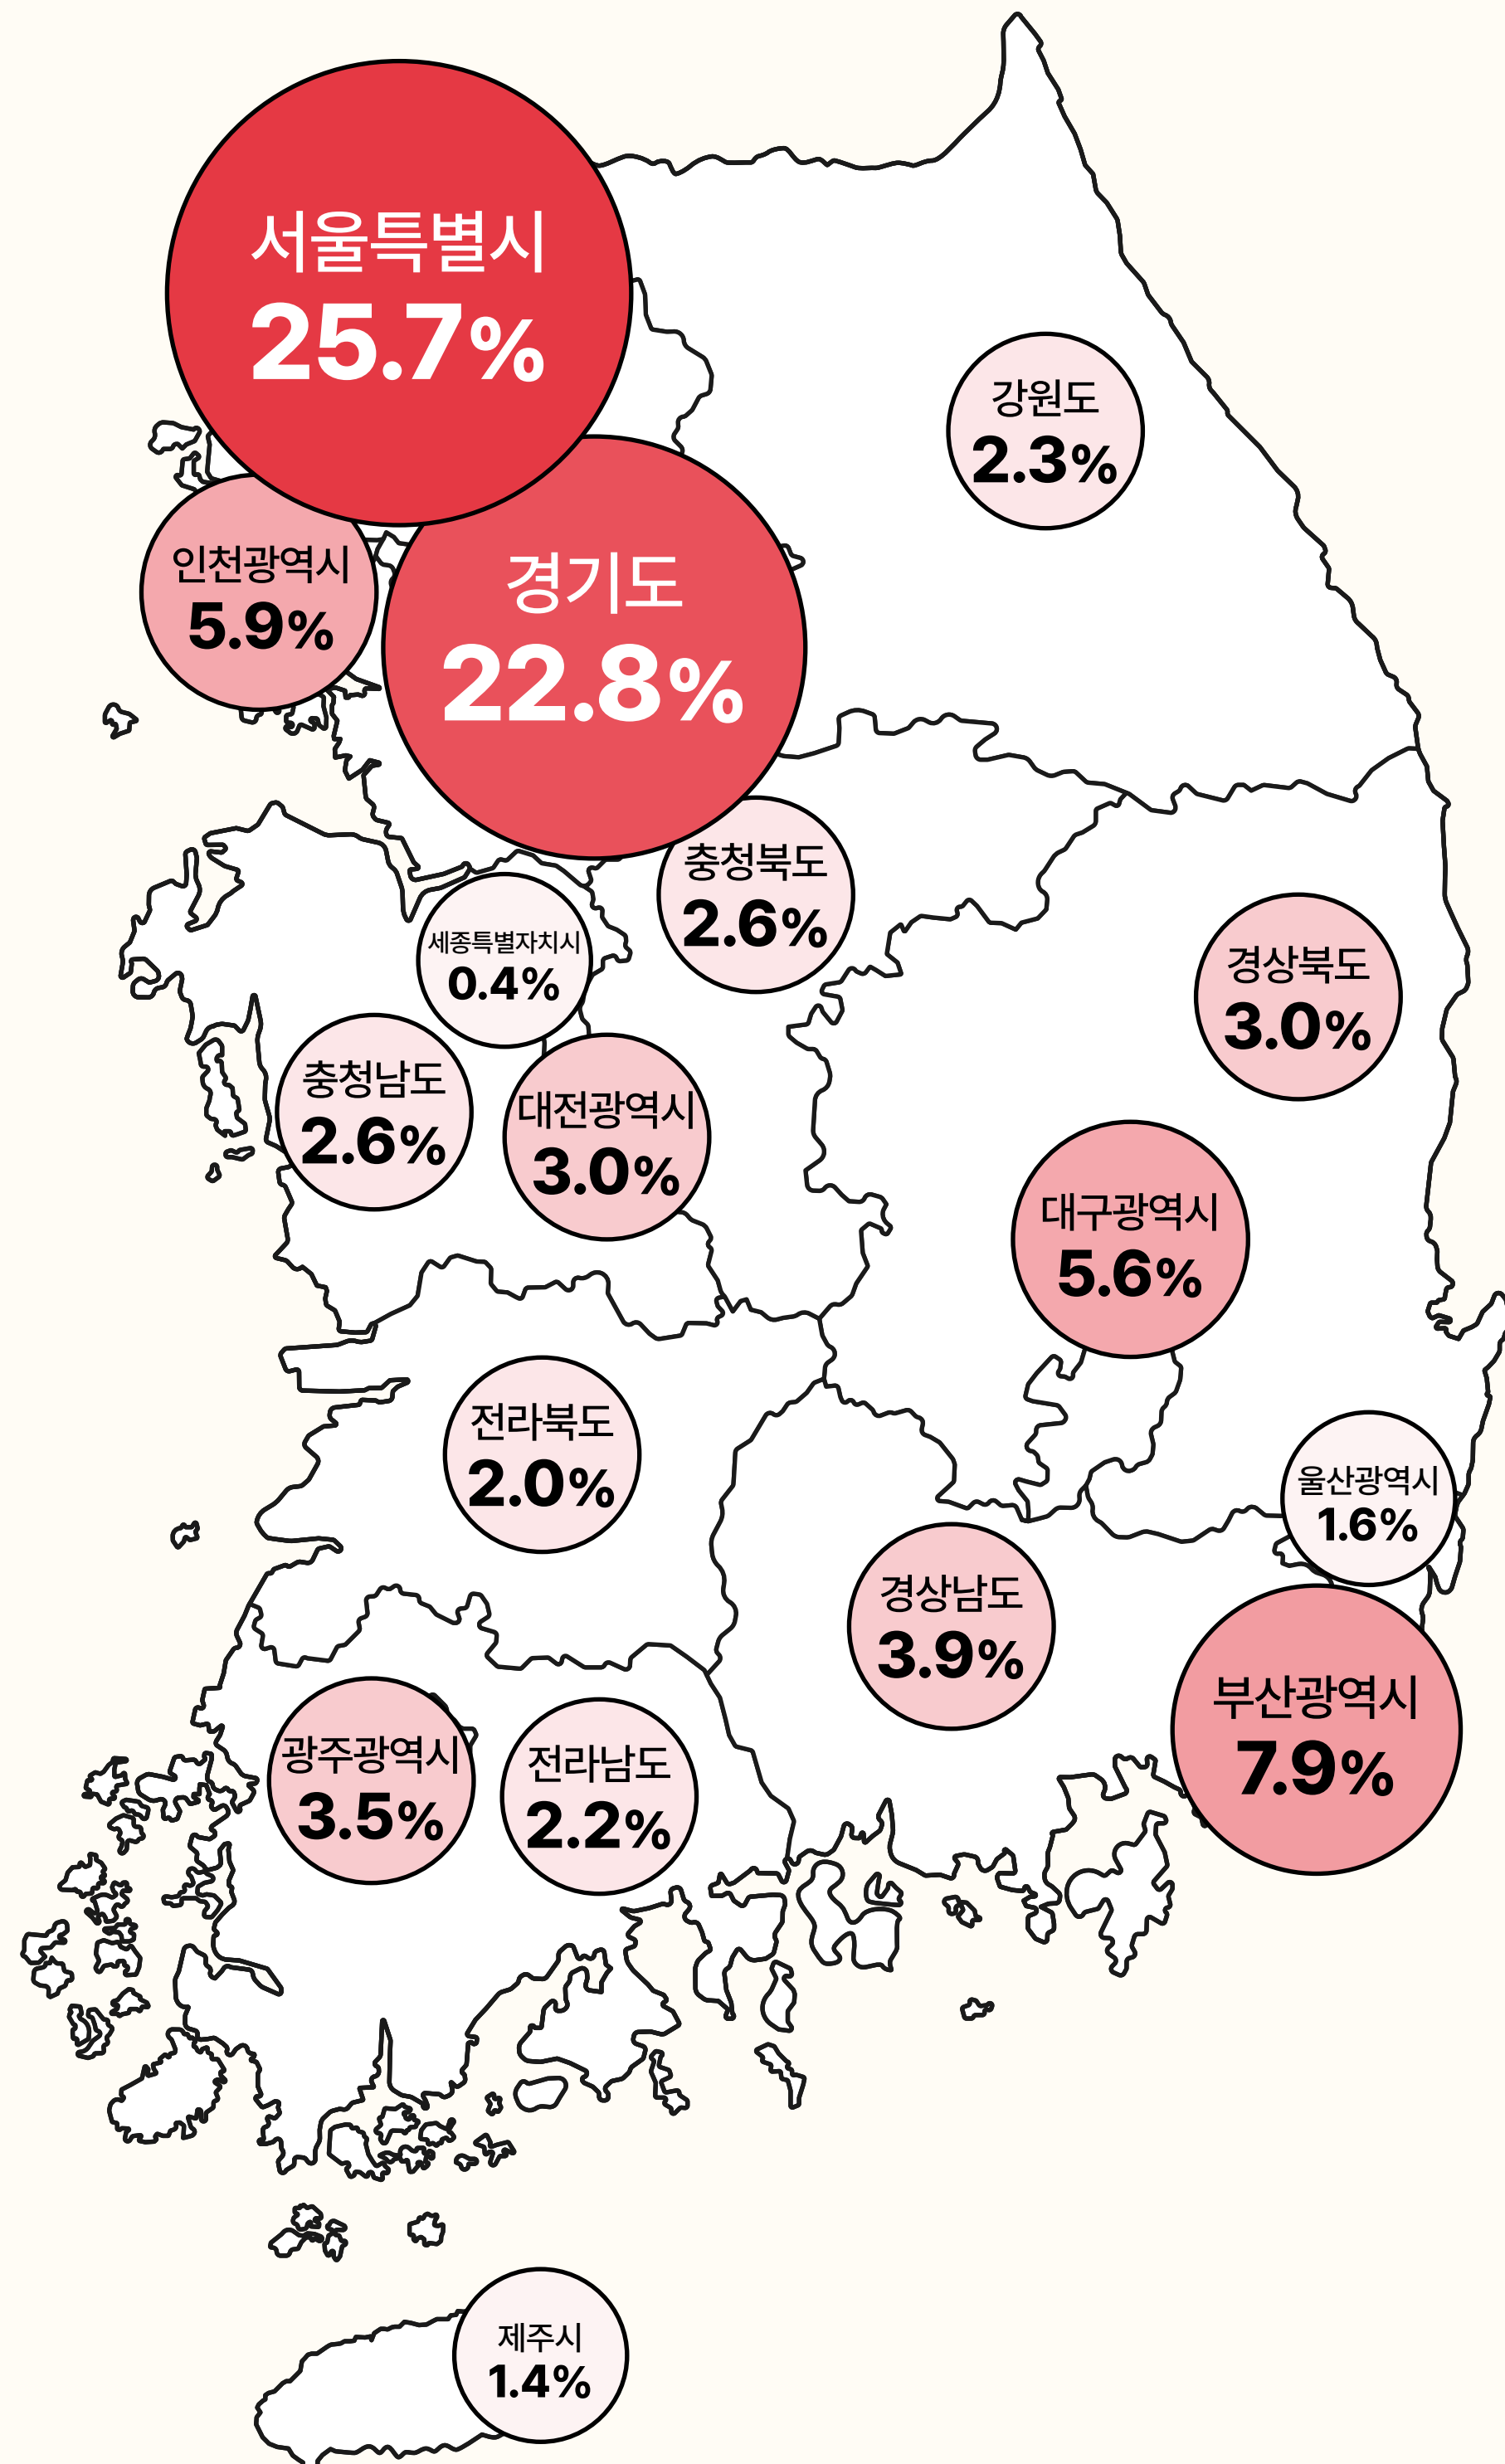 서울특별시
25.7%
강원도
2.3%
인천광역시
5.9%
경기도
22.8%
충청북도
2.6%
세종특별자치시
0.4%
경상북도
3.0%
충청남도
2.6%
대전광역시
3.0%
대구광역시
5.6%
전라북도
2.0%
울산광역시
1.6%
경상남도
3.9%
부산광역시
7.9%
광주광역시
3.5%
전라남도
2.2%
제주시
1.4%